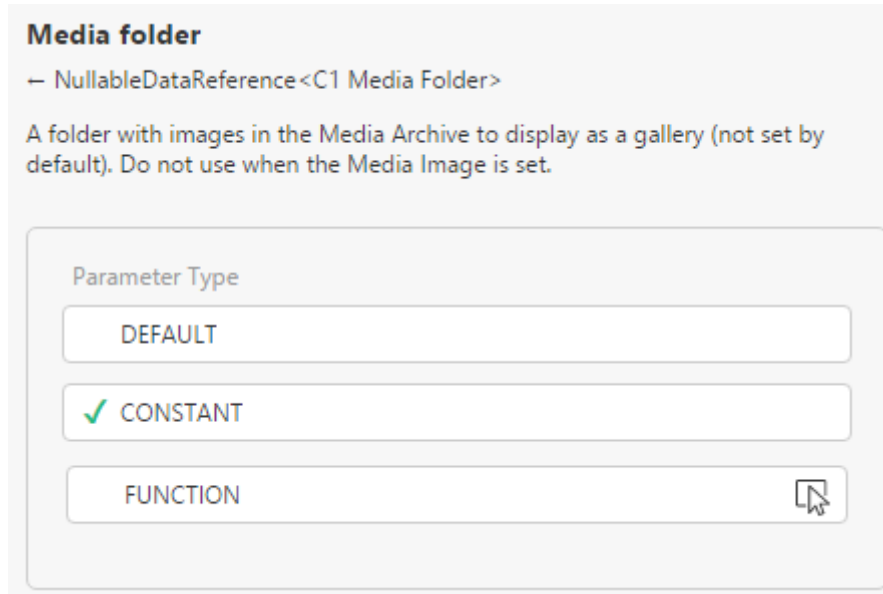 Media folder
← NullableDataReference<C1 Media Folder>
A folder with images in the Media Archive to display as a gallery (not set by
default). Do not use when the Media Image is set.
Parameter Type
DEFAULT
CONSTANT
FUNCTION